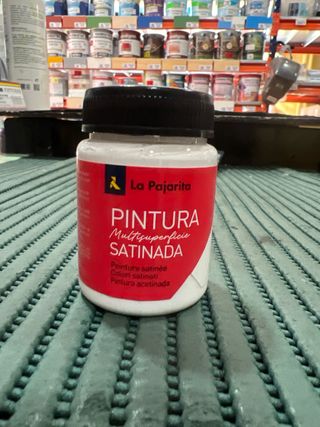 La Pajarita
PINTURA
Multisuperficie
SATINADA
Peinture satinée
Colori satinati
Pintura acetinada